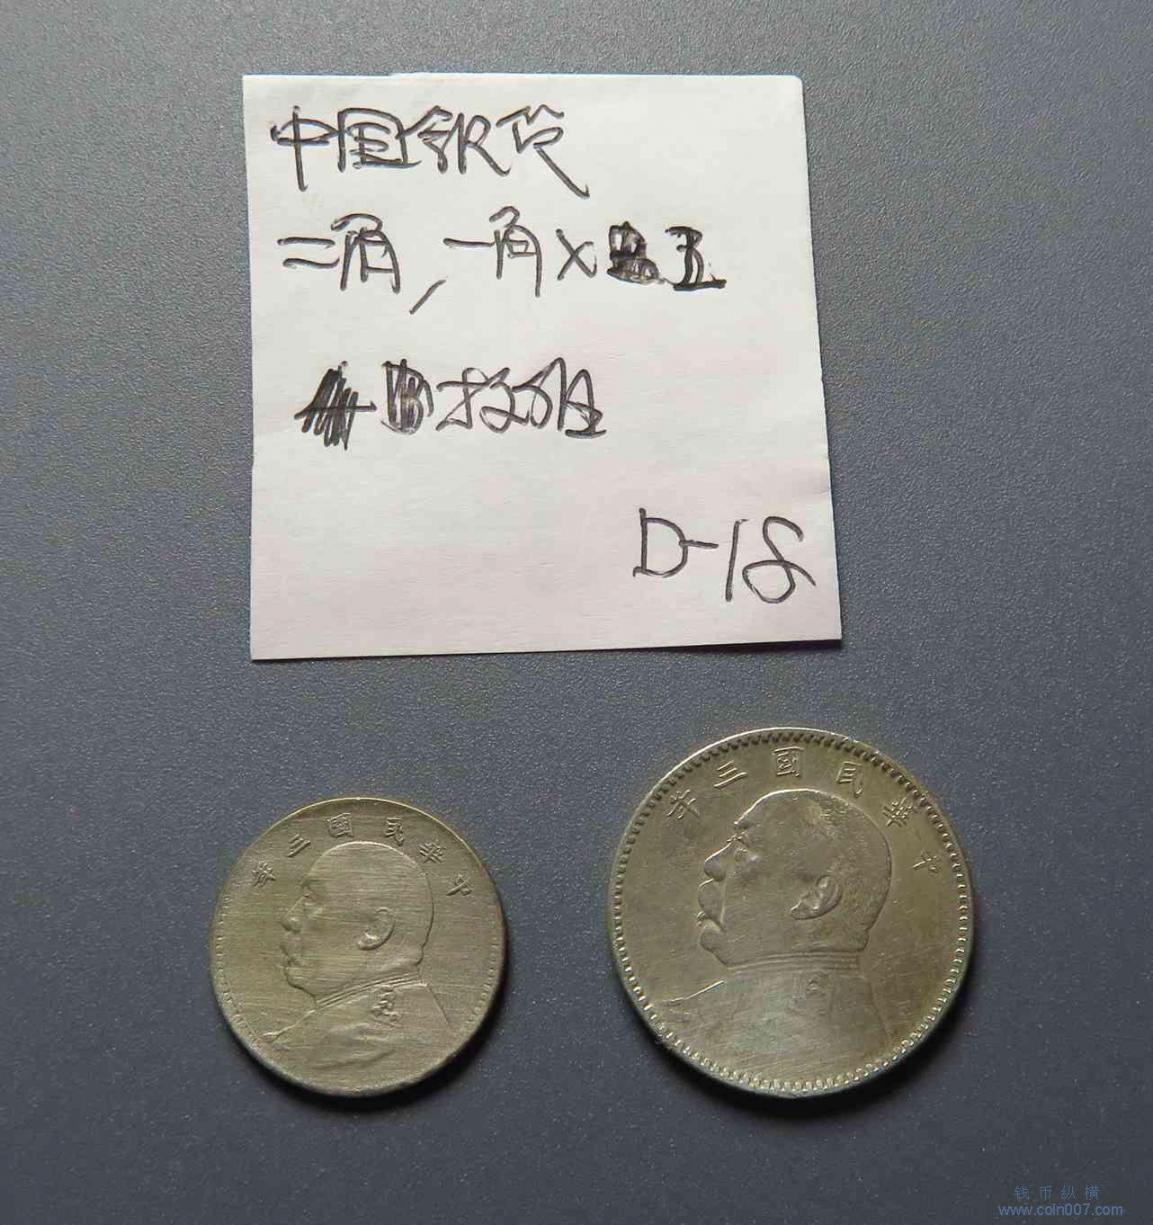 中国银货
二角, 一角×五
D-18
年三國民華中
年三國民華中
钱币纵横
www.coin007.com